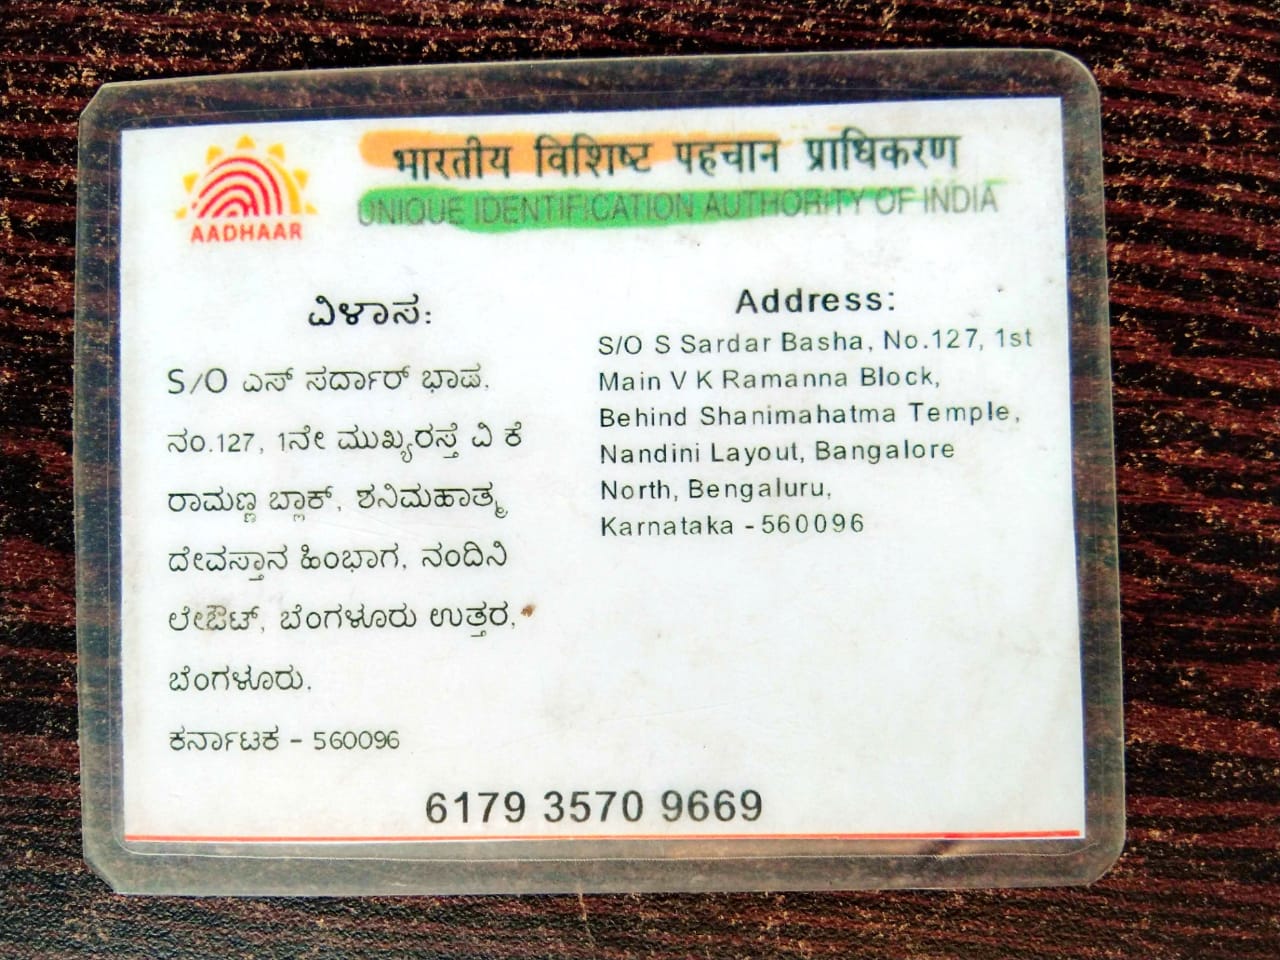 भारतीय विशिष्ट पहचान प्राधिकरण
UNIQUE IDENTIFICATION AUTHORITY OF INDIA
AADHAAR
ವಿಳಾಸ:
S/O ಎಸ್ ಸರ್ದಾರ್ ಭಾಷ,
ನಂ.127, 1ನೇ ಮುಖ್ಯರಸ್ತೆ ವಿ ಕೆ
ರಾಮಣ್ಣ ಬ್ಲಾಕ್, ಶನಿಮಹಾತ್ಮ
ದೇವಸ್ತಾನ ಹಿಂಭಾಗ, ನಂದಿನಿ
ಲೇಔಟ್, ಬೆಂಗಳೂರು ಉತ್ತರ,
ಬೆಂಗಳೂರು,
ಕರ್ನಾಟಕ - 560096
Address:
S/O S Sardar Basha, No.127, 1st
Main V K Ramanna Block,
Behind Shanimahatma Temple,
Nandini Layout, Bangalore
North, Bengaluru,
Karnataka - 560096
6179 3570 9669